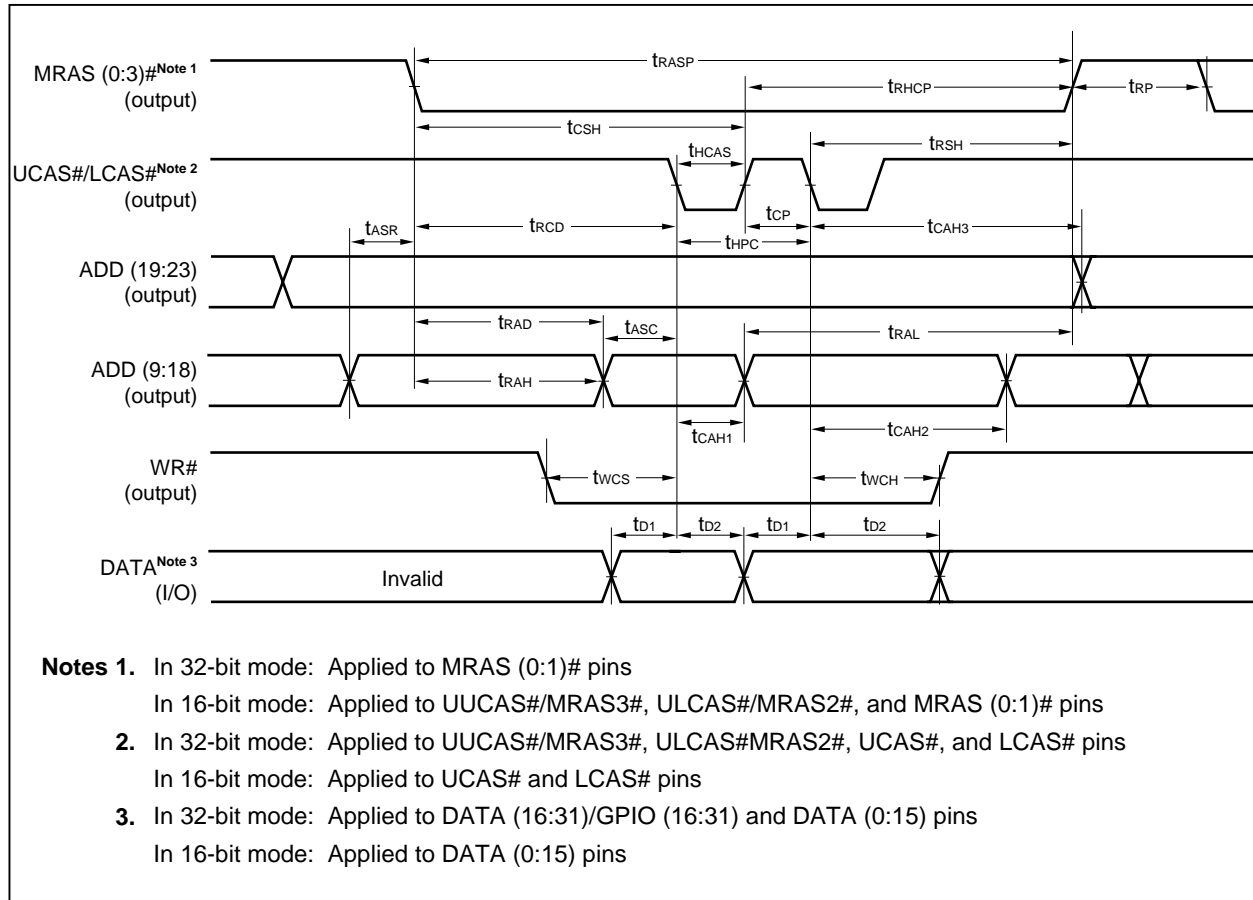 tRASP
MRAS (0:3)#Note 1
(output)
tRHCP
tRP
tCSH
UCAS#/LCAS#Note 2
(output)
tHCAS
tRSH
tASR
tRCD
tCP
tHPC
tCAH3
ADD (19:23)
(output)
tRAD
tASC
tRAL
ADD (9:18)
(output)
tRAH
tCAH1
tCAH2
WR#
(output)
tWCS
tWCH
tD1
tD2
tD1
tD2
DATANote 3
(I/O)
Invalid
Notes 1. In 32-bit mode: Applied to MRAS (0:1)# pins
In 16-bit mode: Applied to UUCAS#/MRAS3#, ULCAS#/MRAS2#, and MRAS (0:1)# pins
2. In 32-bit mode: Applied to UUCAS#/MRAS3#, ULCAS#MRAS2#, UCAS#, and LCAS# pins
In 16-bit mode: Applied to UCAS# and LCAS# pins
3. In 32-bit mode: Applied to DATA (16:31)/GPIO (16:31) and DATA (0:15) pins
In 16-bit mode: Applied to DATA (0:15) pins